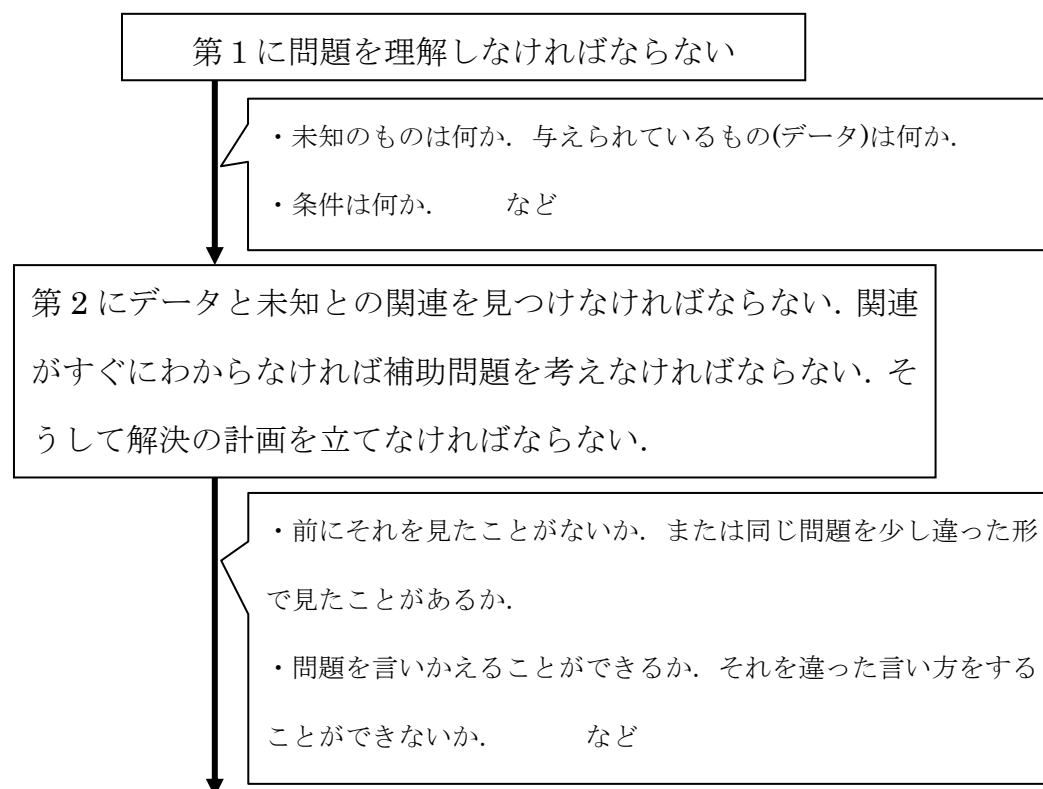 第1に問題を理解しなければならない
・未知のものは何か．与えられているもの(データ)は何か．
・条件は何か．　　など
第2にデータと未知との関連を見つけなければならない．関連
がすぐにわからなければ補助問題を考えなければならない．そ
うして解決の計画を立てなければならない．
・前にそれを見たことがないか．または同じ問題を少し違った形
で見たことがあるか．
・問題を言いかえることができるか．それを違った言い方をする
ことができないか．　　　など